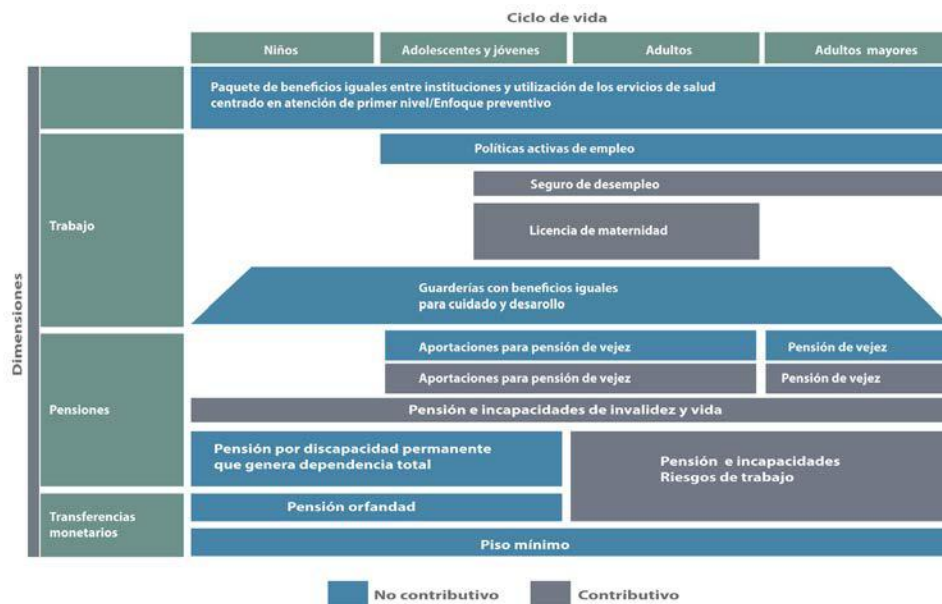 Ciclo de vida
Niños
Adolescentes y jóvenes
Adultos
Adultos mayores
Dimensiones
Paquete de beneficios iguales entre instituciones y utilización de los ervicios de salud
centrado en atención de primer nivel/Enfoque preventivo
Trabajo
Políticas activas de empleo
Seguro de desempleo
Licencia de maternidad
Guarderías con beneficios iguales
para cuidado y desarollo
Pensiones
Aportaciones para pensión de vejez
Pensión de vejez
Aportaciones para pensión de vejez
Pensión de vejez
Pensión e incapacidades de invalidez y vida
Pensión por discapacidad permanente
que genera dependencia total
Pensión e incapacidades
Riesgos de trabajo
Transferencias
monetarios
Pensión orfandad
Piso mínimo
No contributivo
Contributivo